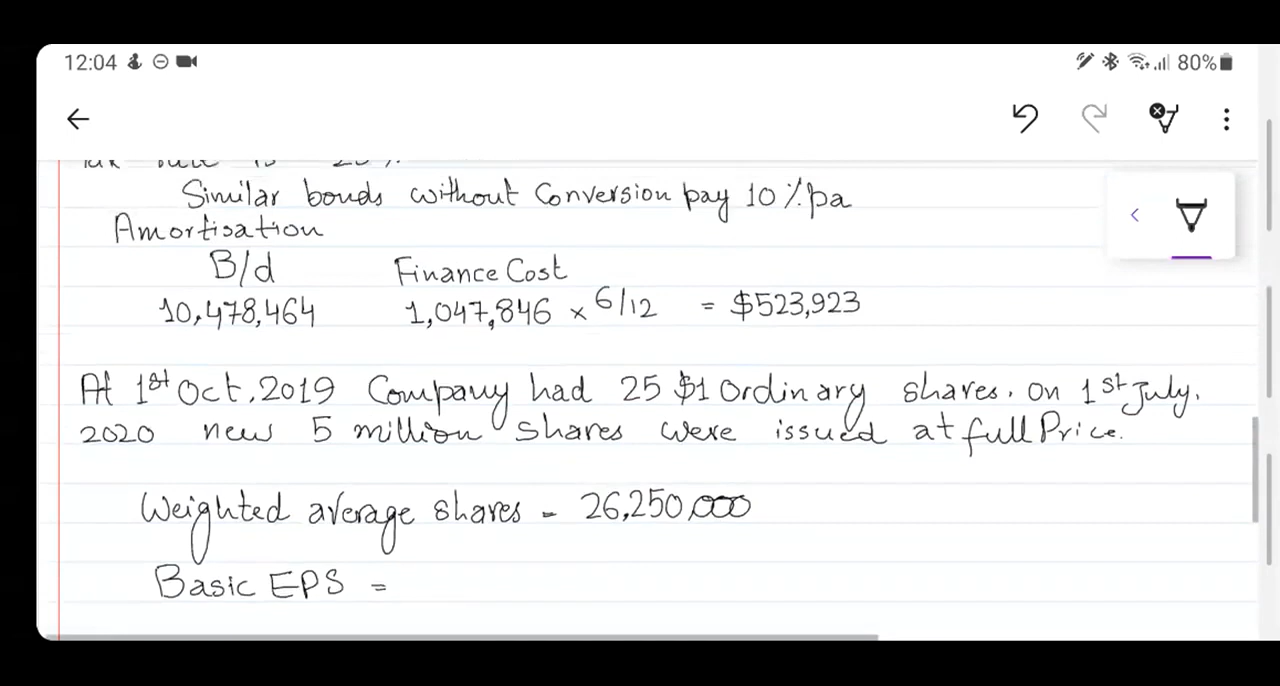 12:04 80%
Similar bonds without Conversion pay 10%pa
Amortisation
B/d Finance Cost
10,478,464 1,047,846 × 6/12 = $523,923
At 1st Oct. 2019 Company had 25 $1 Ordinary shares. On 1st July.
2020 new 5 million shares were issued at full Price.
Weighted average shares = 26,250,000
Basic EPS =